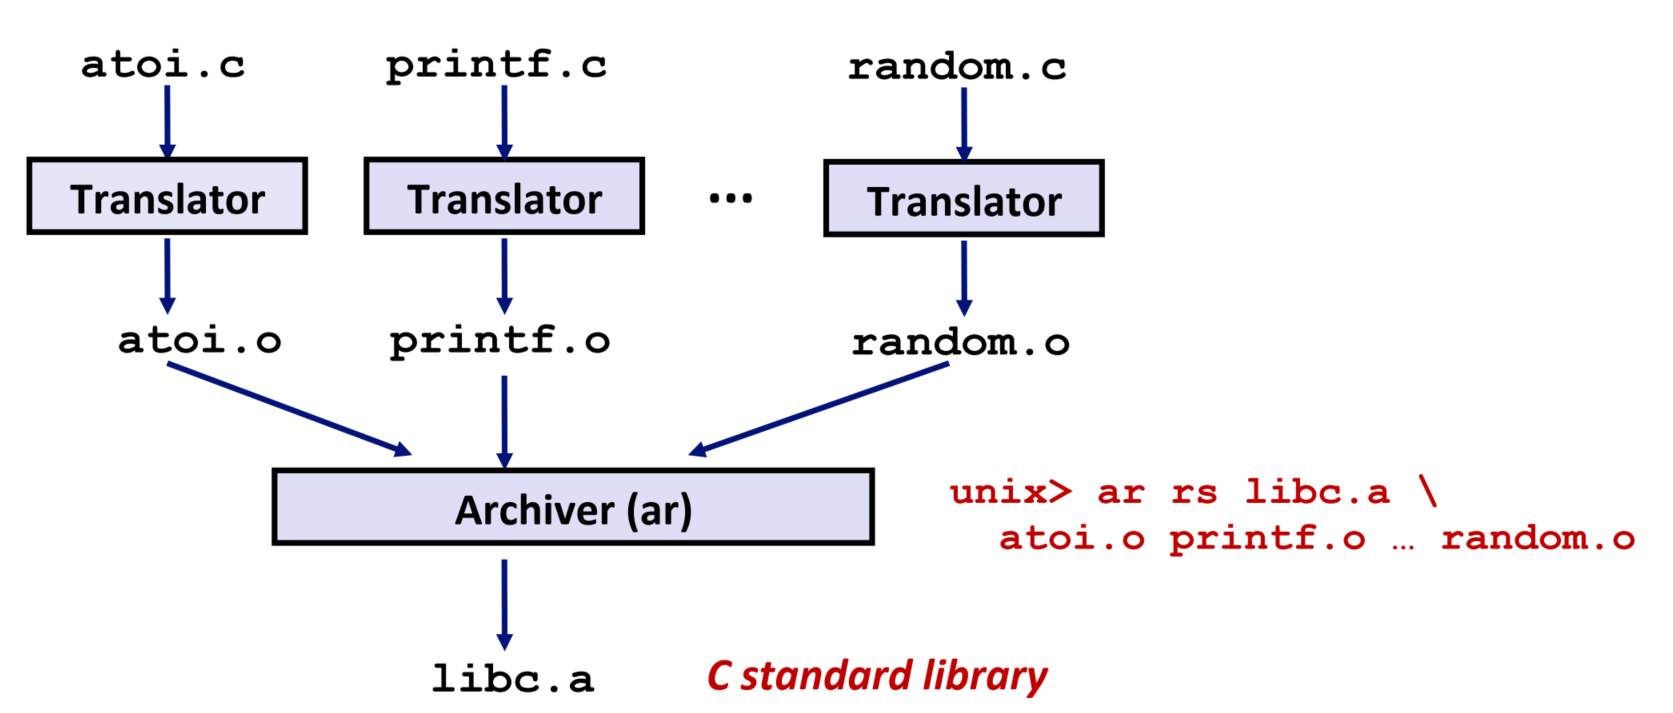 atoi.c printf.c random.c
Translator Translator ... Translator
atoi.o printf.o random.o
Archiver (ar)
unix> ar rs libc.a \
atoi.o printf.o … random.o
libc.a C standard library